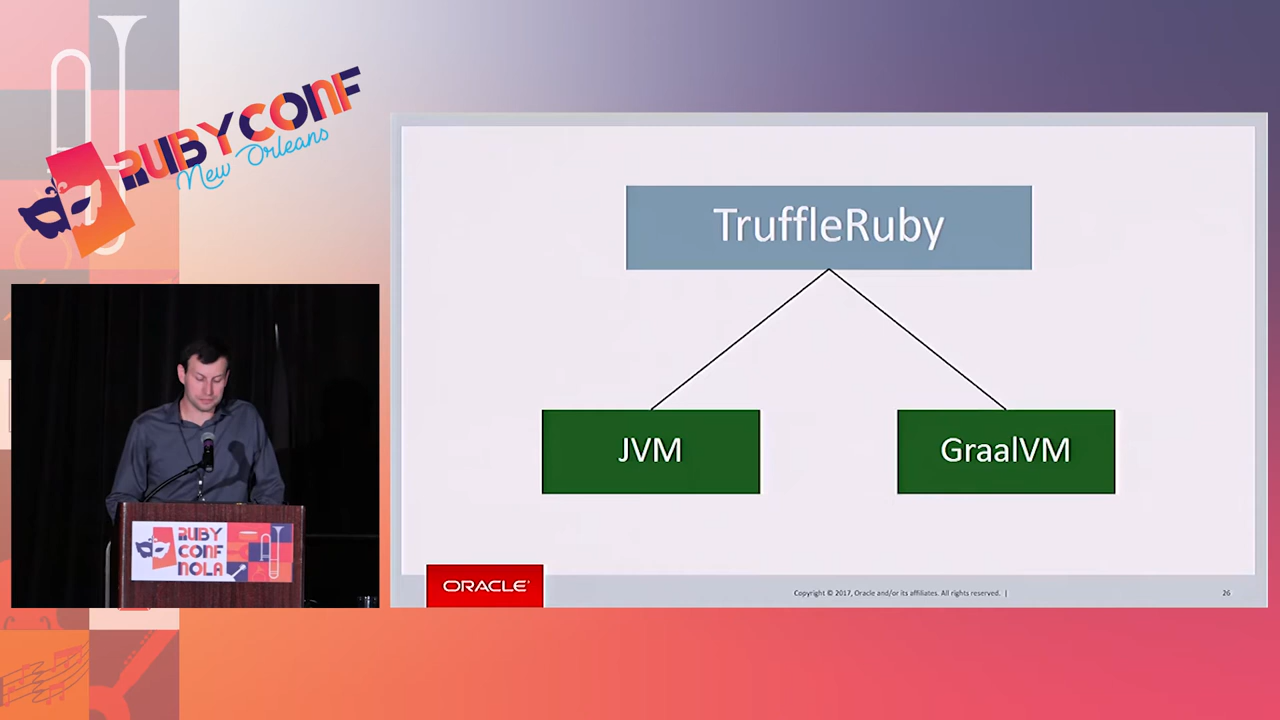 RUBYCONF
New Orleans
TruffleRuby
JVM
GraalVM
RUBY
CONF
NOLA
ORACLE
Copyright © 2017, Oracle and/or its affiliates. All rights reserved. |
26